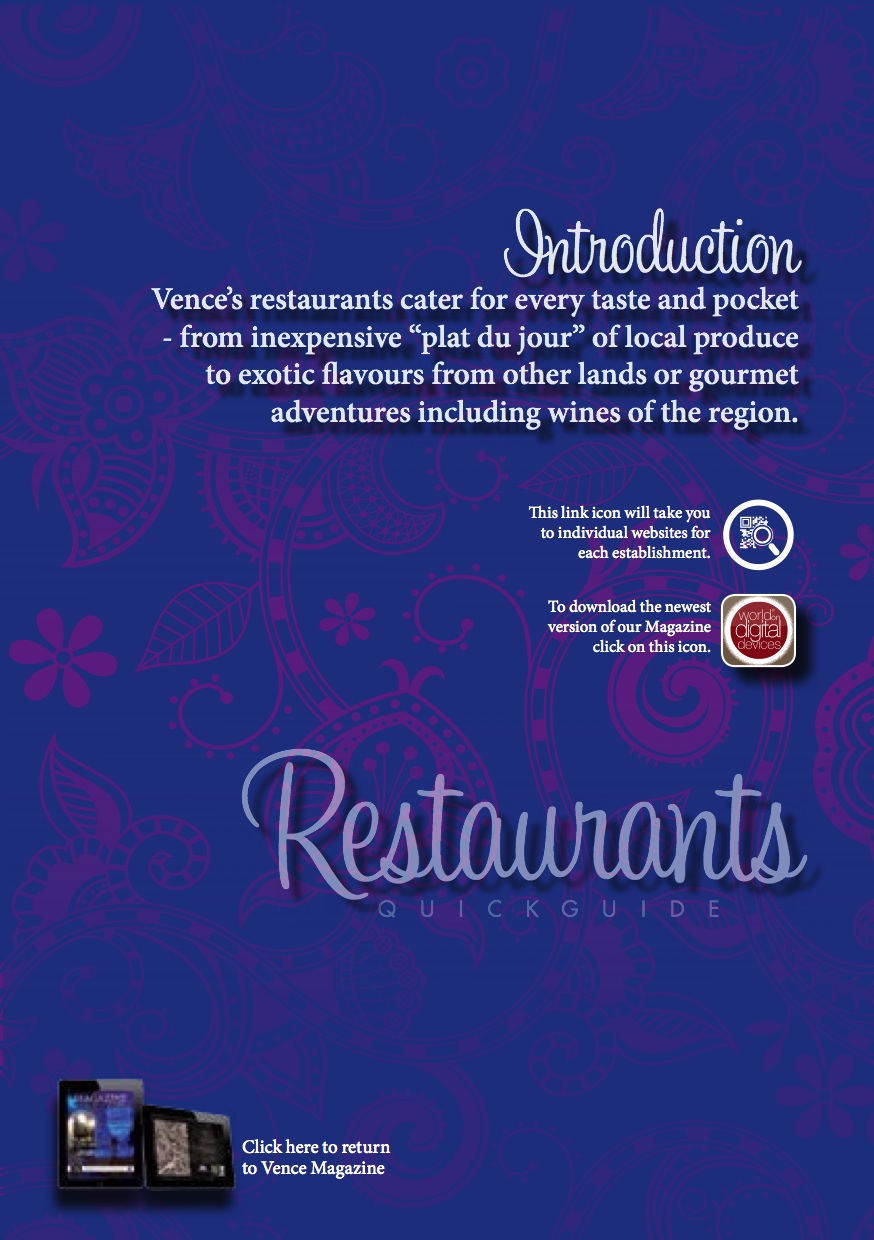 Introduction
Vence’s restaurants cater for every taste and pocket
- from inexpensive “plat du jour” of local produce
to exotic flavours from other lands or gourmet
adventures including wines of the region.
This link icon will take you
to individual websites for
each establishment.
To download the newest
version of our Magazine
click on this icon.
world on
digital
devices
Restaurants
QUICKGUIDE
MAGAZINE
Click here to return
to Vence Magazine